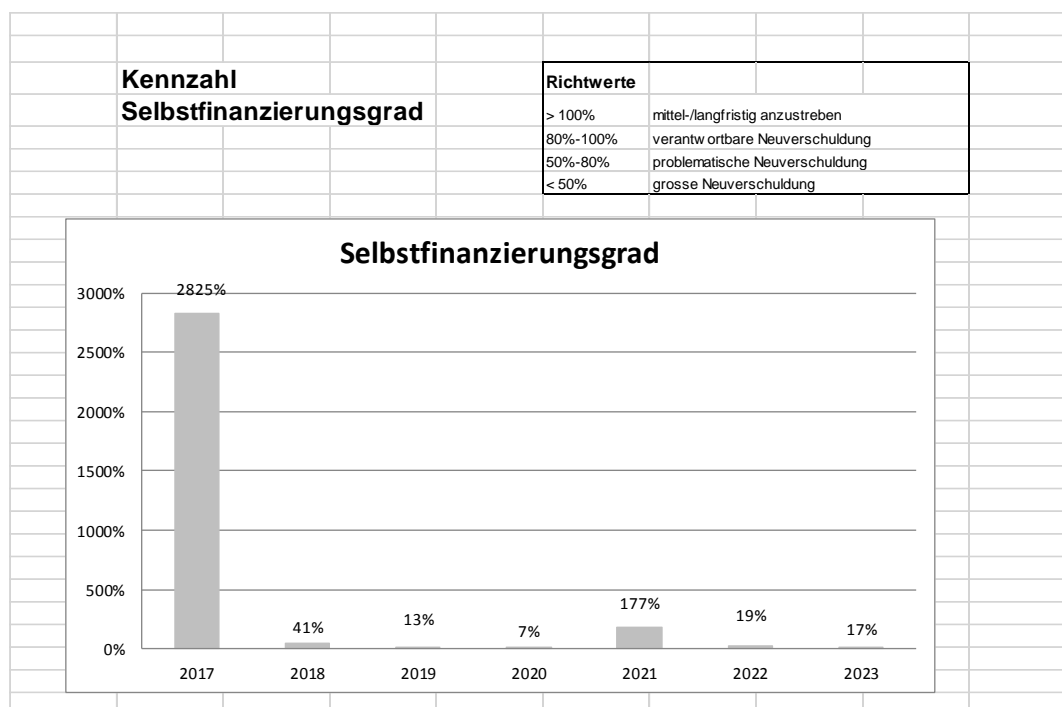 Kennzahl
Selbstfinanzierungsgrad
Richtwerte
> 100% mittel-/langfristig anzustreben
80%-100% verantw ortbare Neuverschuldung
50%-80% problematische Neuverschuldung
< 50% grosse Neuverschuldung
Selbstfinanzierungsgrad
3000%
2500%
2000%
1500%
1000%
500%
0%
2825%
41%
13%
7%
177%
19%
17%
2017 2018 2019 2020 2021 2022 2023